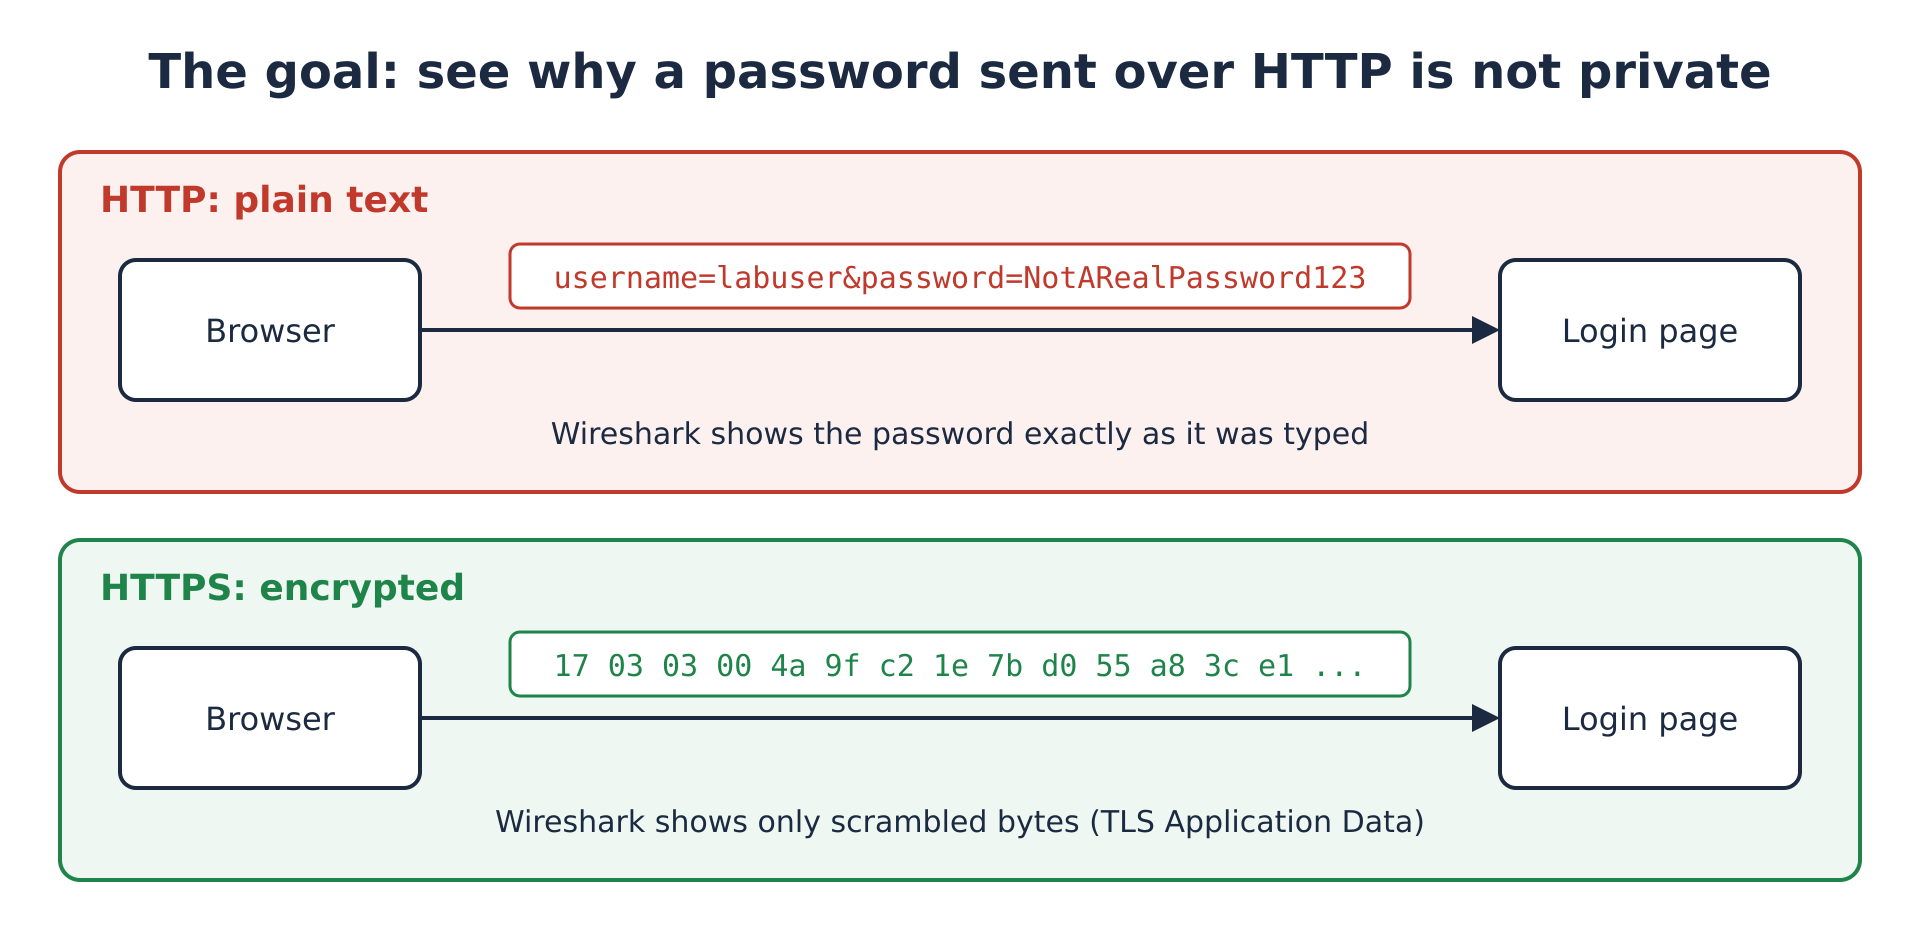 The goal: see why a password sent over HTTP is not private
HTTP: plain text
username=labuser&password=NotARealPassword123
Browser
Login page
Wireshark shows the password exactly as it was typed
HTTPS: encrypted
17 03 03 00 4a 9f c2 1e 7b d0 55 a8 3c e1 ...
Browser
Login page
Wireshark shows only scrambled bytes (TLS Application Data)